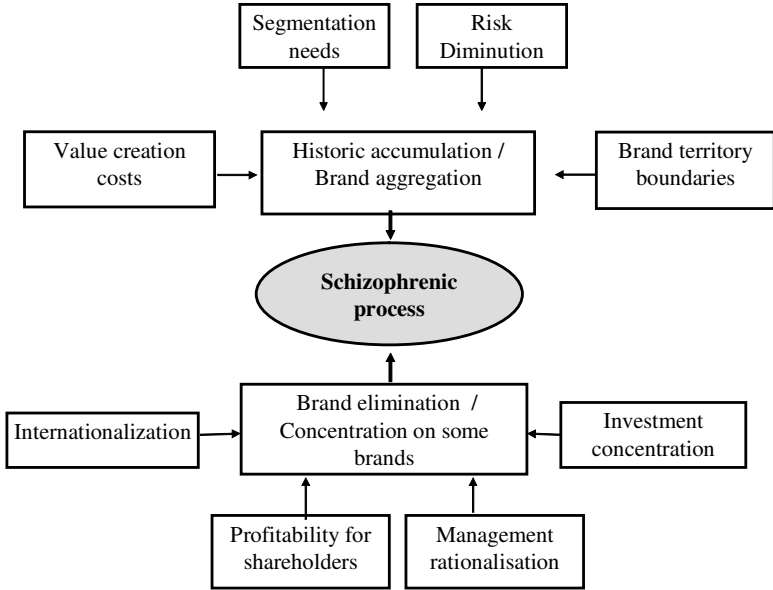 Segmentation
needs
Risk
Diminution
Value creation
costs
Historic accumulation /
Brand aggregation
Brand territory
boundaries
Schizophrenic
process
Internationalization
Brand elimination /
Concentration on some
brands
Investment
concentration
Profitability for
shareholders
Management
rationalisation